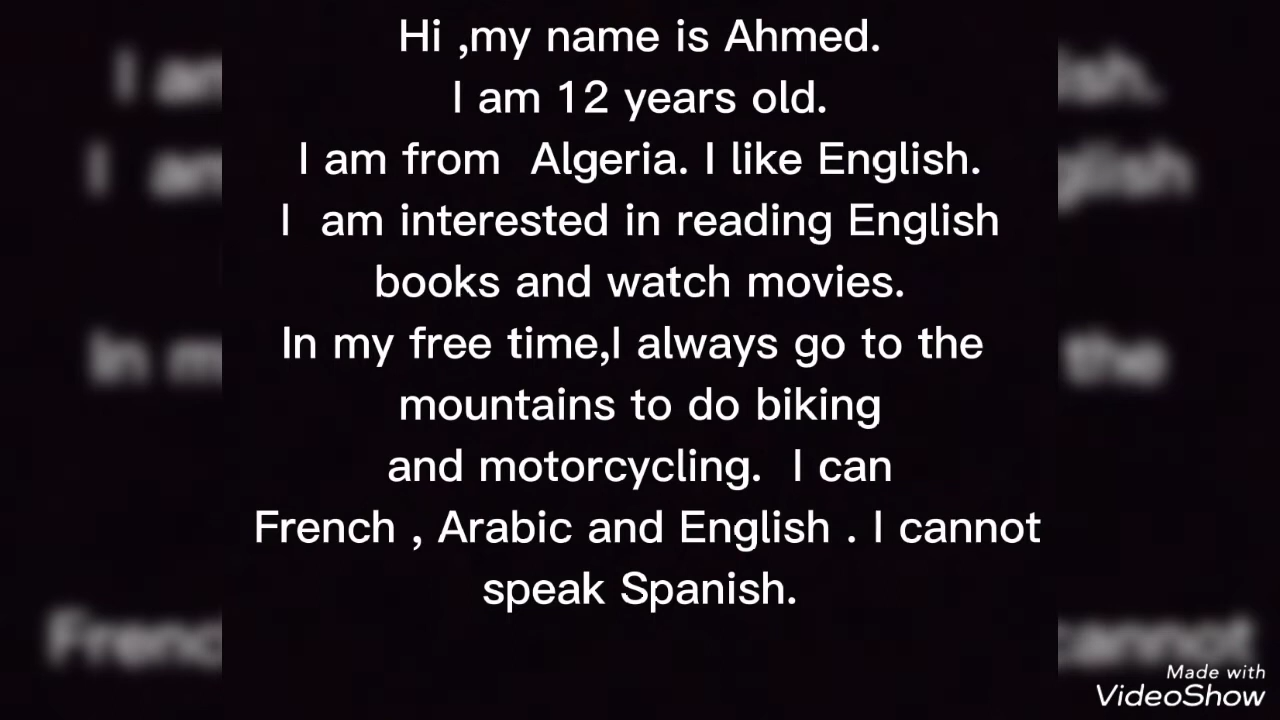 Hi ,my name is Ahmed.
I am 12 years old.
I am from  Algeria. I like English.
I  am interested in reading English
books and watch movies.
In my free time,I always go to the
mountains to do biking
and motorcycling.  I can
French , Arabic and English . I cannot
speak Spanish.
Made with
VideoShow